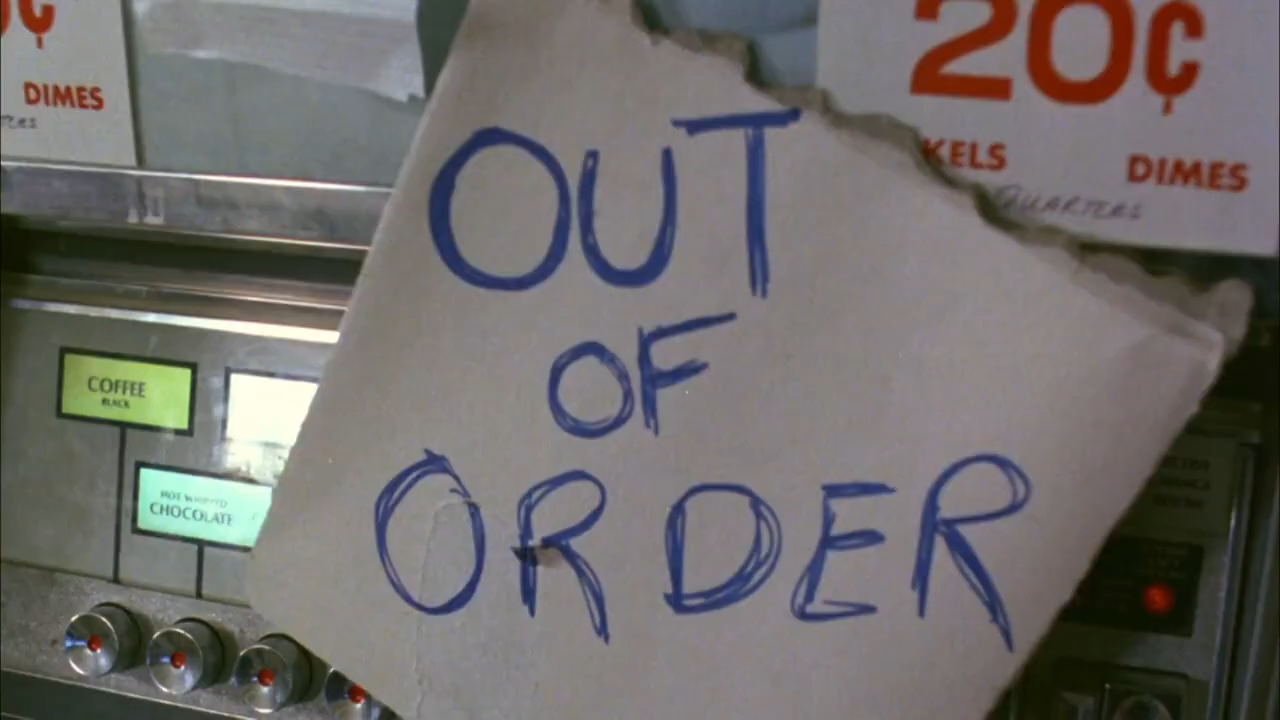 ¢
DIMES
20¢
KELS DIMES
QUARTERS
OUT
OF
ORDER
COFFEE
BLACK
HOT WHIPPED
CHOCOLATE